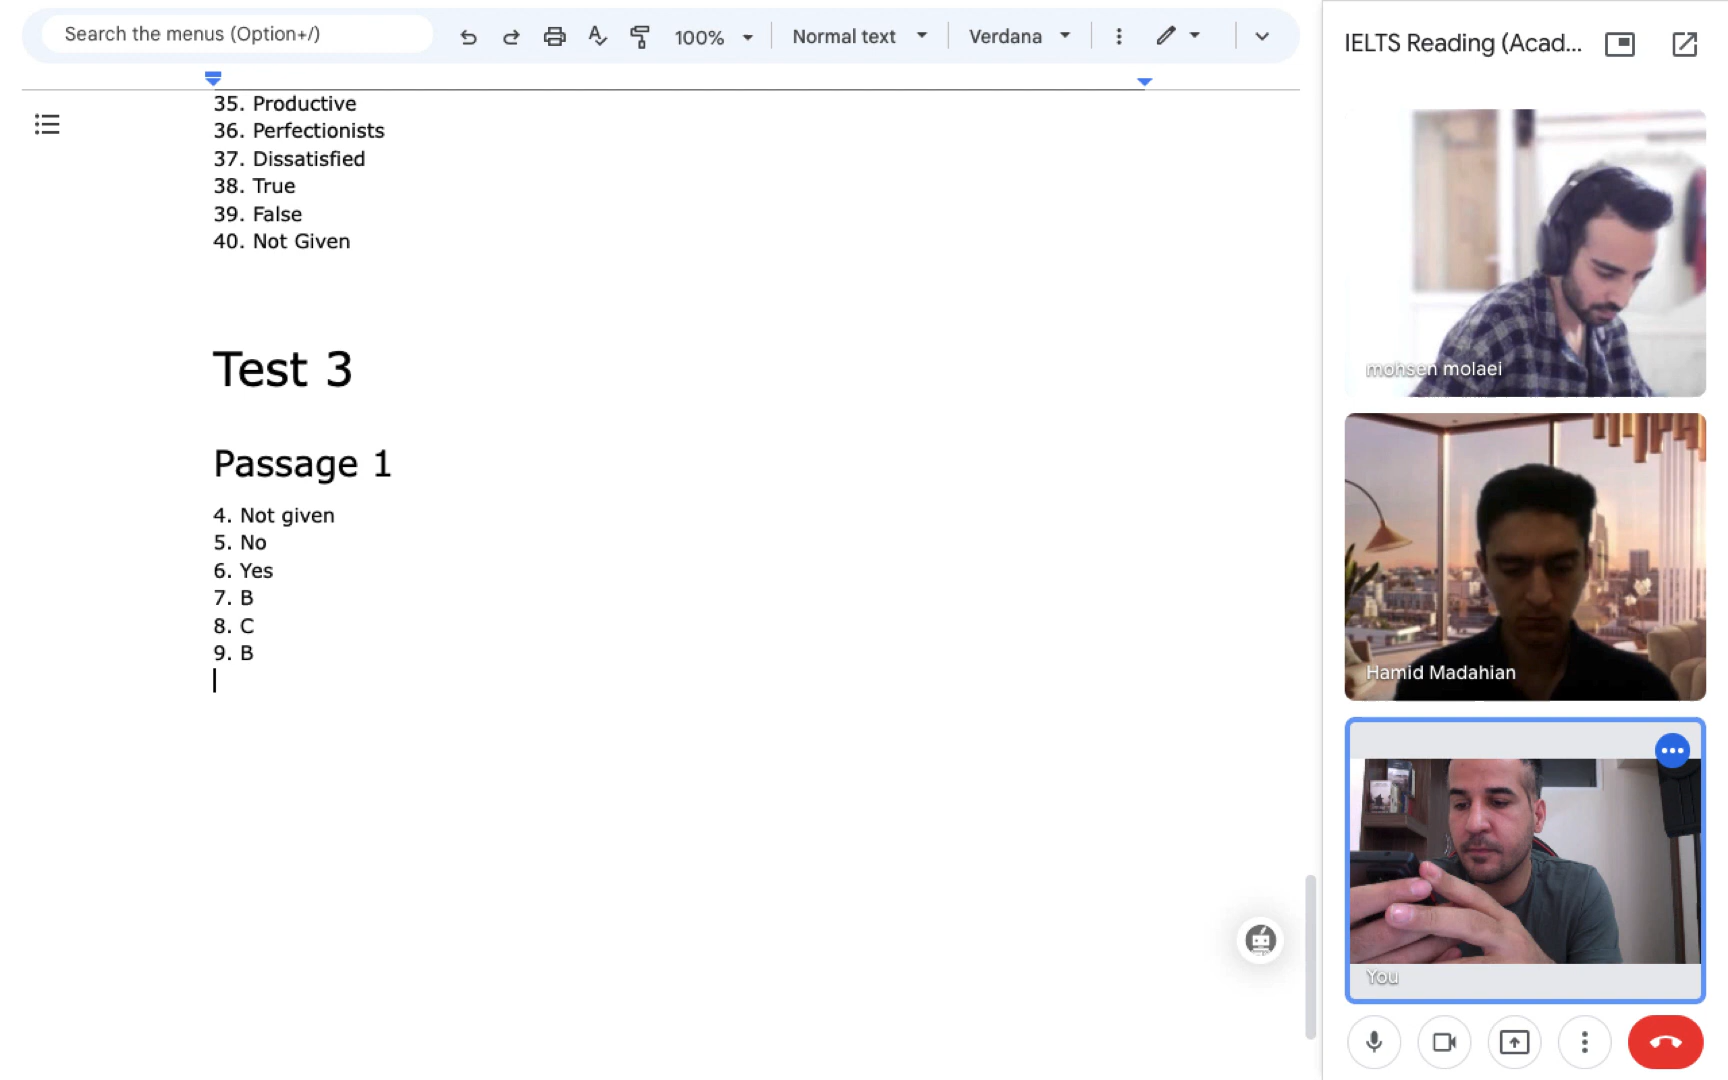 Search the menus (Option+/)
100%
Normal text
Verdana
IELTS Reading (Acad...
35. Productive
36. Perfectionists
37. Dissatisfied
38. True
39. False
40. Not Given
Test 3
Passage 1
4. Not given
5. No
6. Yes
7. B
8. C
9. B
mohsen molaei
Hamid Madahian
You